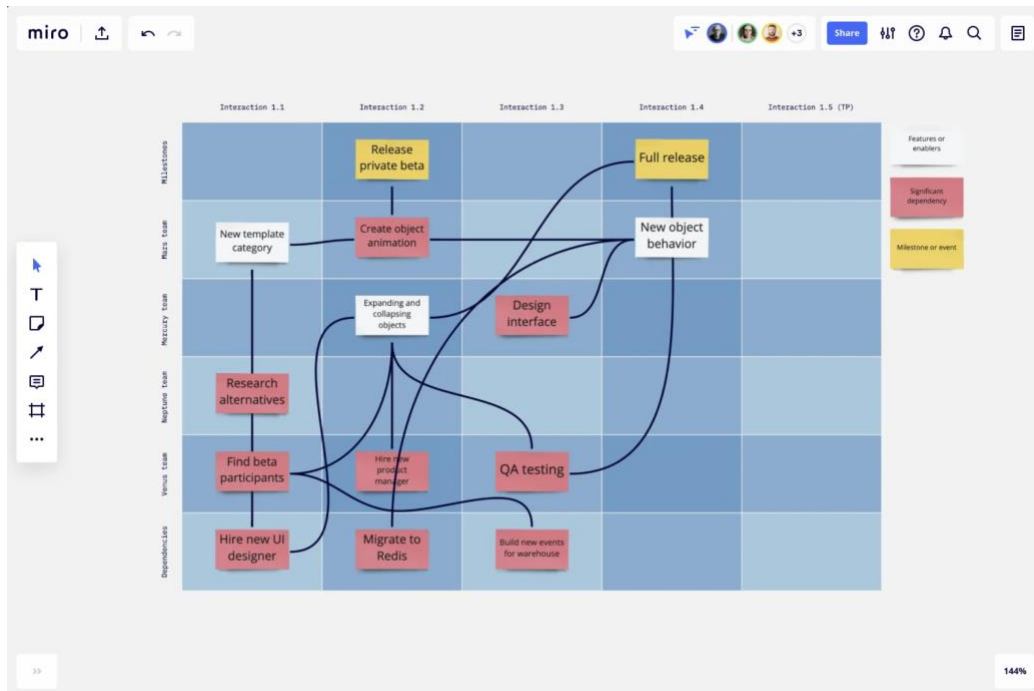 miro
+3
Share
Interaction 1.1
Interaction 1.2
Interaction 1.3
Interaction 1.4
Interaction 1.5 (TP)
Milestones
Release
private beta
Full release
Mars team
New template
category
Create object
animation
New object
behavior
Mercury team
Expanding and
collapsing
objects
Design
interface
Neptune team
Research
alternatives
Venus team
Find beta
participants
Hire new
product
manager
QA testing
Dependencies
Hire new UI
designer
Migrate to
Redis
Build new events
for warehouse
Features or
enablers
Significant
dependency
Milestone or event
144%